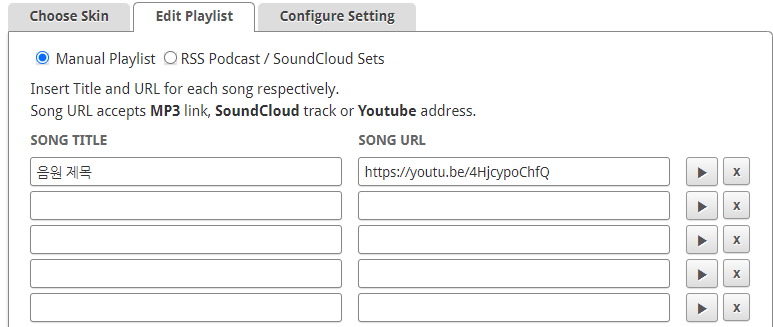 Choose Skin Edit Playlist Configure Setting
Manual Playlist RSS Podcast / SoundCloud Sets
Insert Title and URL for each song respectively.
Song URL accepts MP3 link, SoundCloud track or Youtube address.
SONG TITLE SONG URL
음원 제목 https://youtu.be/4HjcypoChfQ x
x
x
x
x